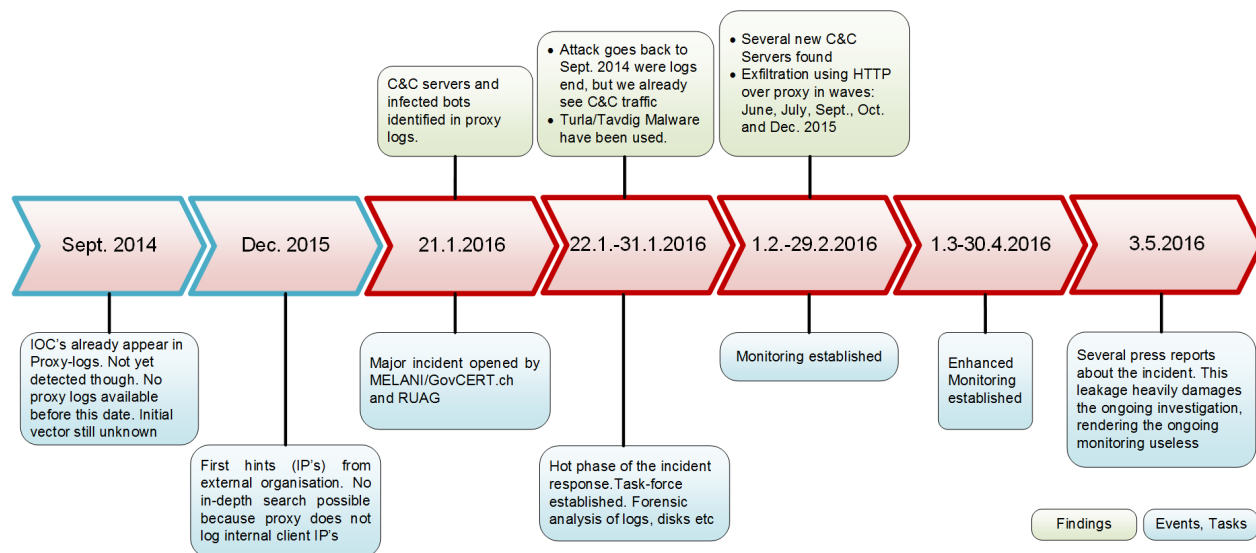 C&C servers and
infected bots
identified in proxy
logs.
• Attack goes back to
Sept. 2014 were logs
end, but we already
see C&C traffic
• Turla/Tavdig Malware
have been used.
• Several new C&C
Servers found
• Exfiltration using HTTP
over proxy in waves:
June, July, Sept., Oct.
and Dec. 2015
Sept. 2014
Dec. 2015
21.1.2016
22.1.-31.1.2016
1.2.-29.2.2016
1.3-30.4.2016
3.5.2016
IOC's already appear in
Proxy-logs. Not yet
detected though. No
proxy logs available
before this date. Initial
vector still unknown
First hints (IP's) from
external organisation. No
in-depth search possible
because proxy does not
log internal client IP's
Major incident opened by
MELANI/GovCERT.ch
and RUAG
Hot phase of the incident
response.Task-force
established. Forensic
analysis of logs, disks etc
Monitoring established
Enhanced
Monitoring
established
Several press reports
about the incident. This
leakage heavily damages
the ongoing investigation,
rendering the ongoing
monitoring useless
Findings
Events, Tasks